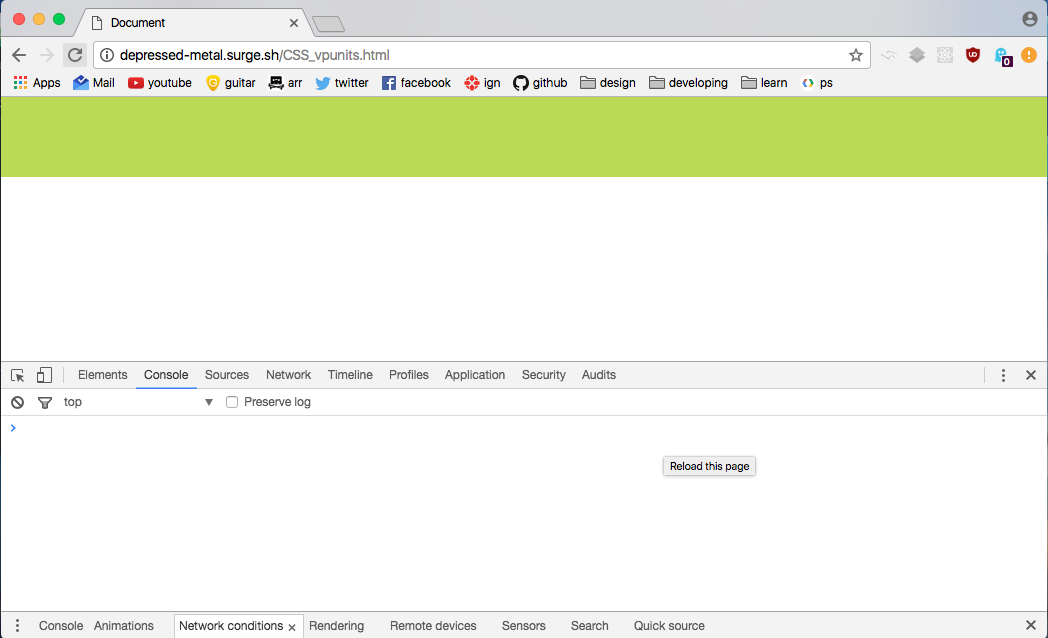 Document
depressed-metal.surge.sh/CSS_vpunits.html
Apps Mail youtube guitar arr twitter facebook ign github design developing learn ps
Elements Console Sources Network Timeline Profiles Application Security Audits
top Preserve log
Reload this page
Console Animations Network conditions Rendering Remote devices Sensors Search Quick source